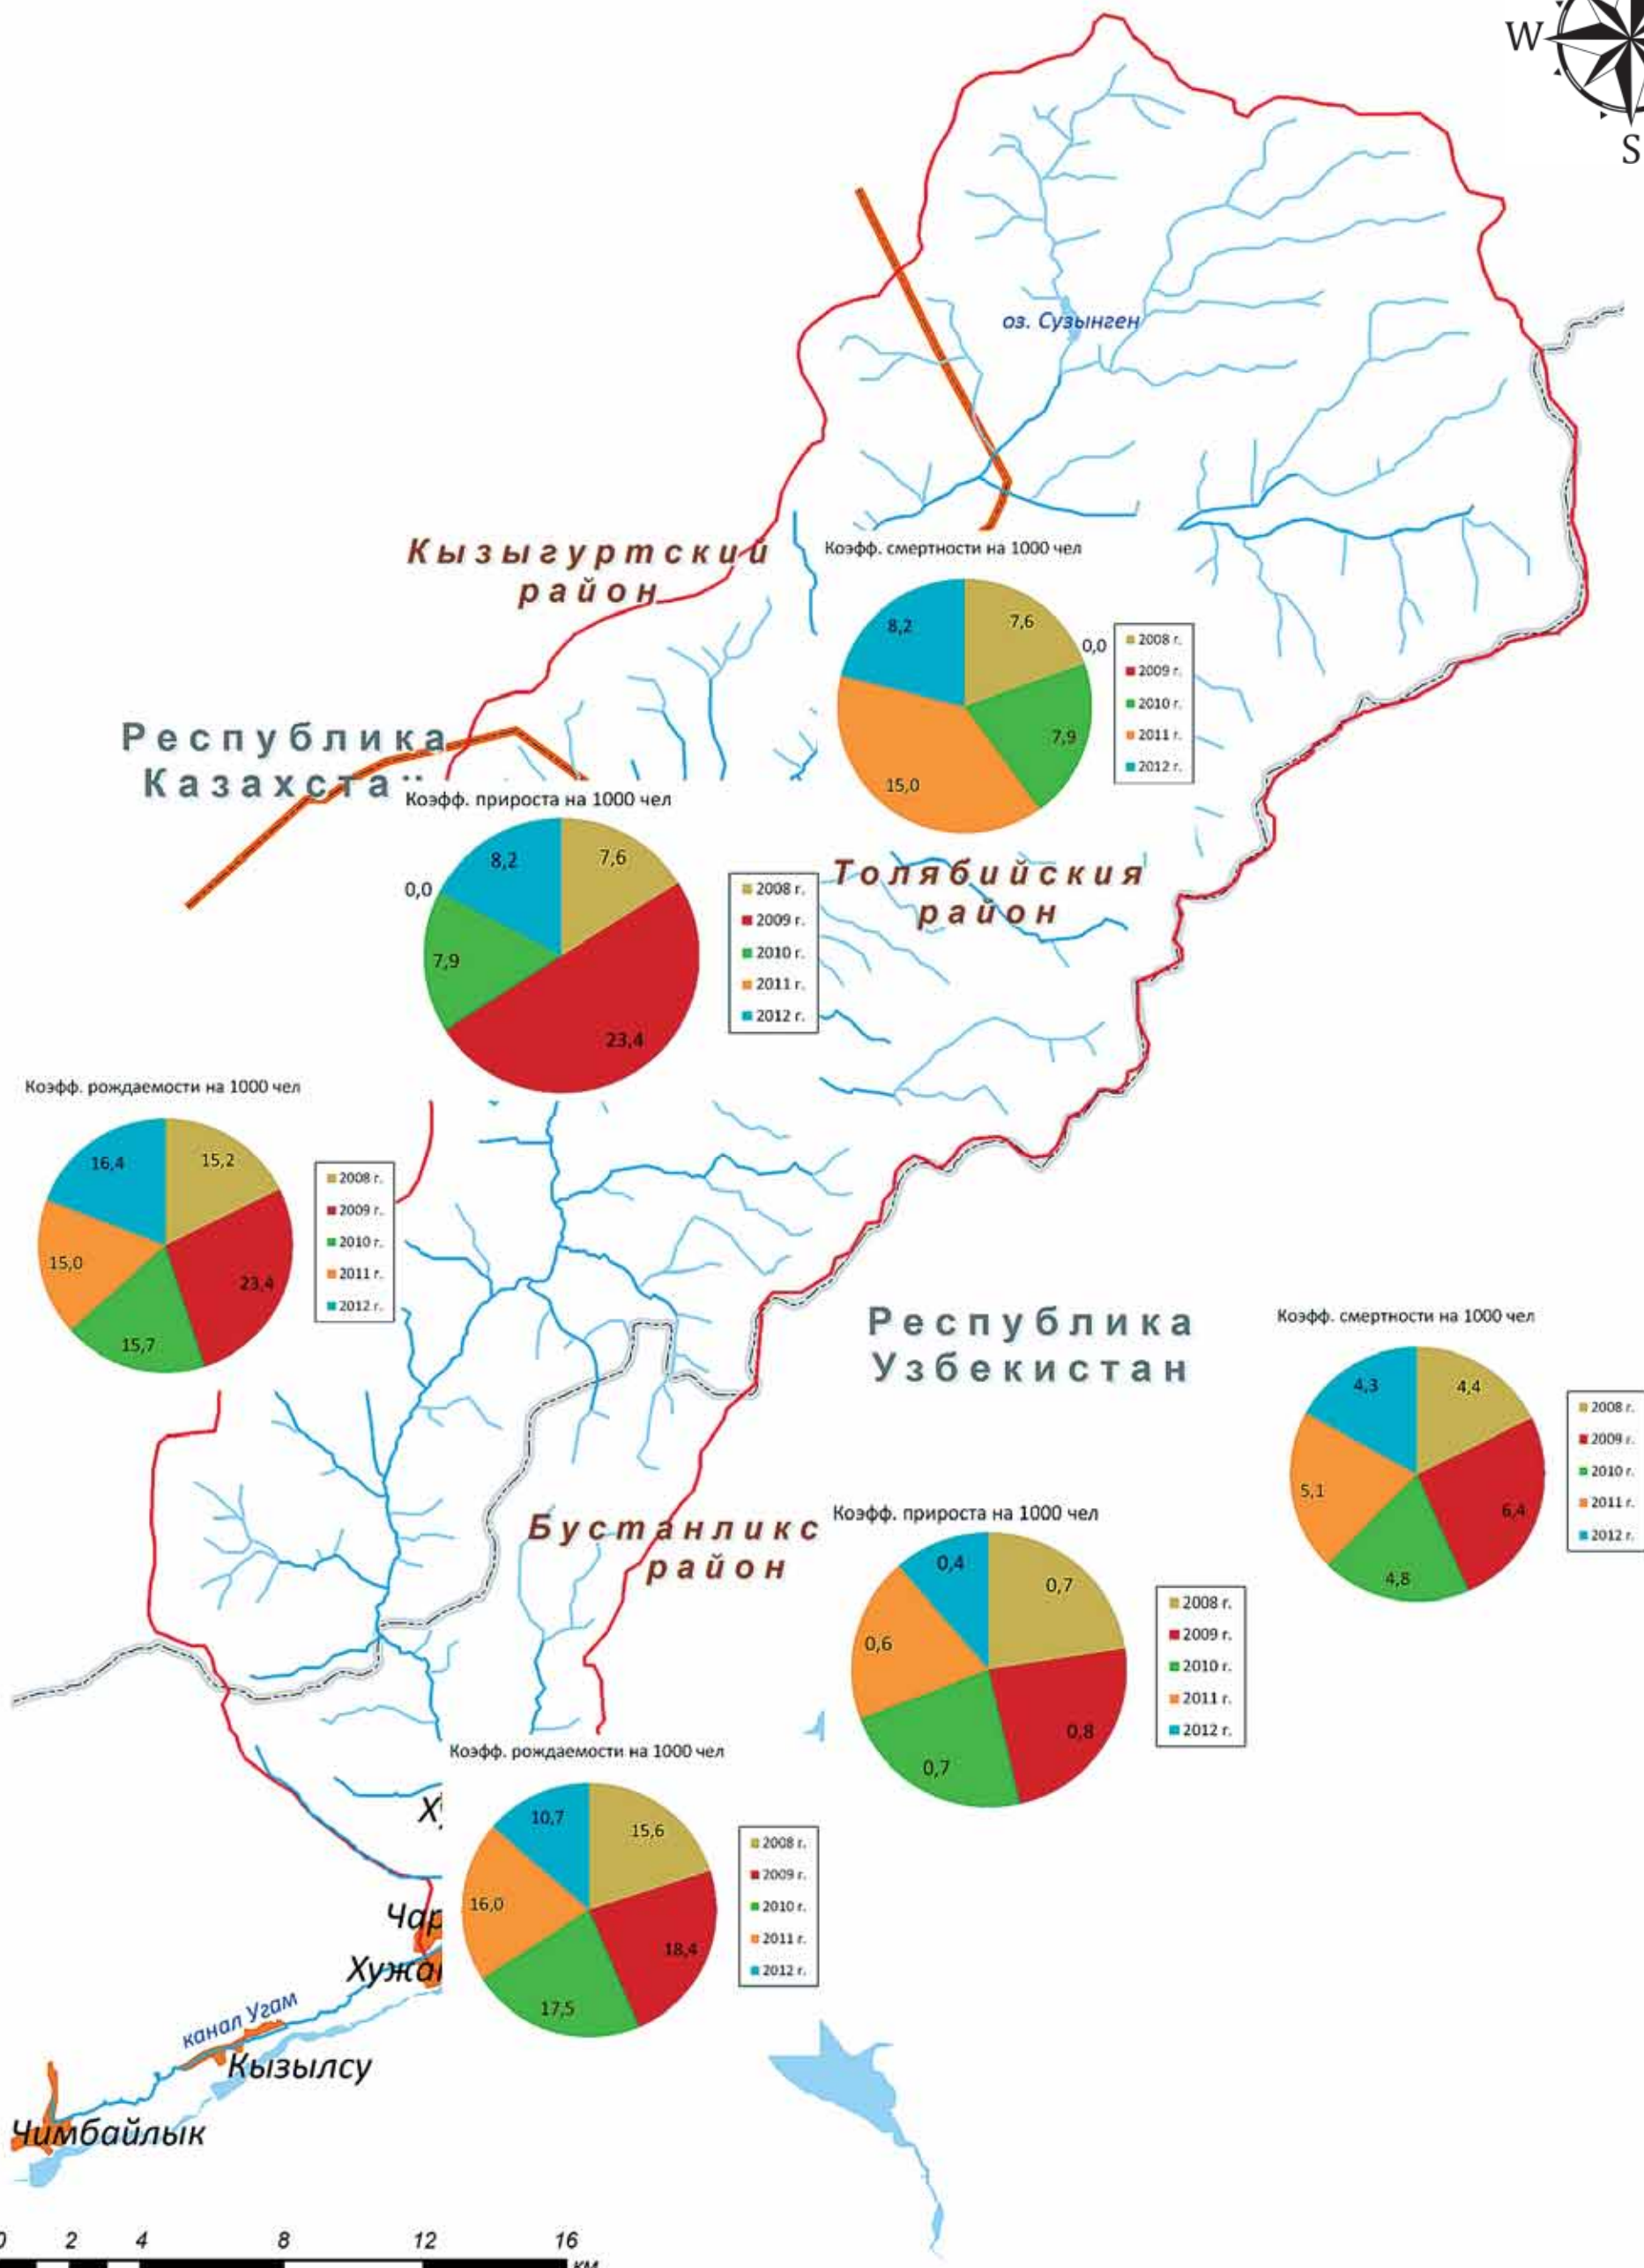 W
S
оз. Сузынген
Кызыгуртский
район
Коэфф. смертности на 1000 чел
8,2
7,6
0,0
7,9
15,0
2008 г.
2009 г.
2010 г.
2011 г.
2012 г.
Республика
Казахста
Коэфф. прироста на 1000 чел
8,2
7,6
0,0
7,9
23,4
2008 г.
2009 г.
2010 г.
2011 г.
2012 г.
Толябийския
район
Коэфф. рождаемости на 1000 чел
16,4
15,2
15,0
23,4
15,7
2008 г.
2009 г.
2010 г.
2011 г.
2012 г.
Республика
Узбекистан
Коэфф. смертности на 1000 чел
4,3
4,4
5,1
6,4
4,8
2008 г.
2009 г.
2010 г.
2011 г.
2012 г.
Бустанликс
район
Коэфф. прироста на 1000 чел
0,4
0,7
0,6
0,8
0,7
2008 г.
2009 г.
2010 г.
2011 г.
2012 г.
Коэфф. рождаемости на 1000 чел
10,7
15,6
16,0
18,4
17,5
2008 г.
2009 г.
2010 г.
2011 г.
2012 г.
Х
Чар
Хужа
канал Угам
Кызылсу
Чимбайлык
0 2 4 8 12 16
км